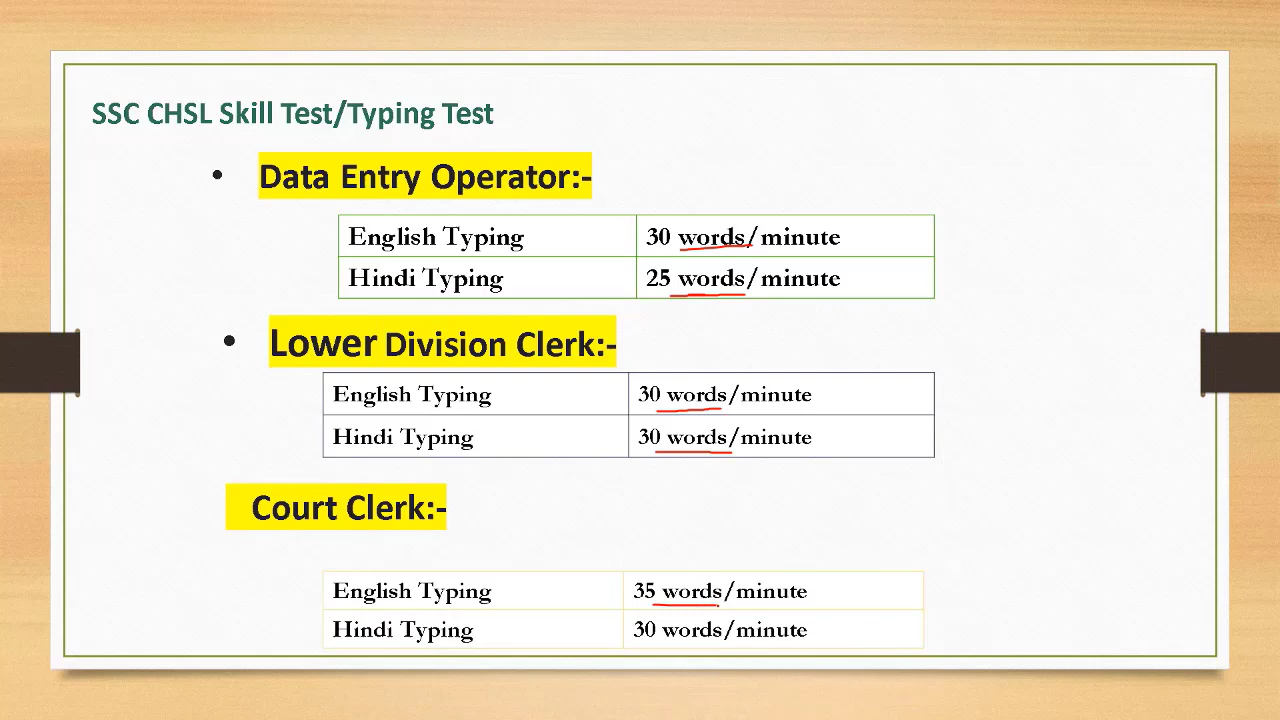 SSC CHSL Skill Test/Typing Test
• Data Entry Operator:-
English Typing 30 words/minute
Hindi Typing 25 words/minute
• Lower Division Clerk:-
English Typing 30 words/minute
Hindi Typing 30 words/minute
Court Clerk:-
English Typing 35 words/minute
Hindi Typing 30 words/minute